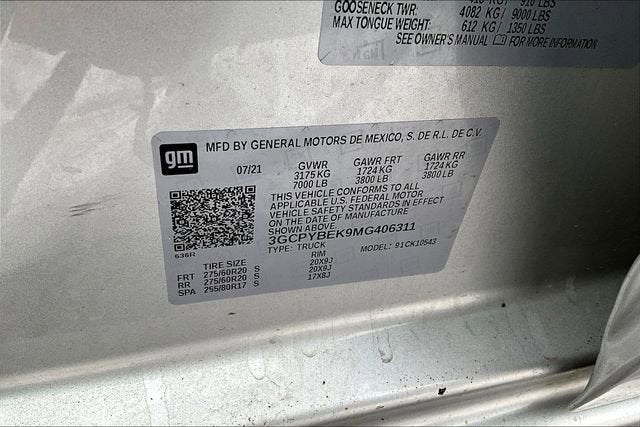 GOOSENECK TWR: 4082 KG/ 9000 LBS
MAX TONGUE WEIGHT: 612 KG/ 1350 LBS
SEE OWNER'S MANUAL FOR MORE INFORMATION
gm
MFD BY GENERAL MOTORS DE MEXICO, S. DE R.L. DE C.V.
07/21 GVWR GAWR FRT GAWR RR
3175 KG 1724 KG 1724 KG
7000 LB 3800 LB 3800 LB
THIS VEHICLE CONFORMS TO ALL
APPLICABLE U.S. FEDERAL MOTOR
VEHICLE SAFETY STANDARDS IN EFFECT
ON THE DATE OF MANUFACTURE
SHOWN ABOVE.
3GCPYBEK9MG406311
636R
TYPE: TRUCK MODEL: 91CK10543
TIRE SIZE RIM
FRT 275/60R20 S 20X9J
RR 275/60R20 S 20X9J
SPA 255/80R17 S 17X8J